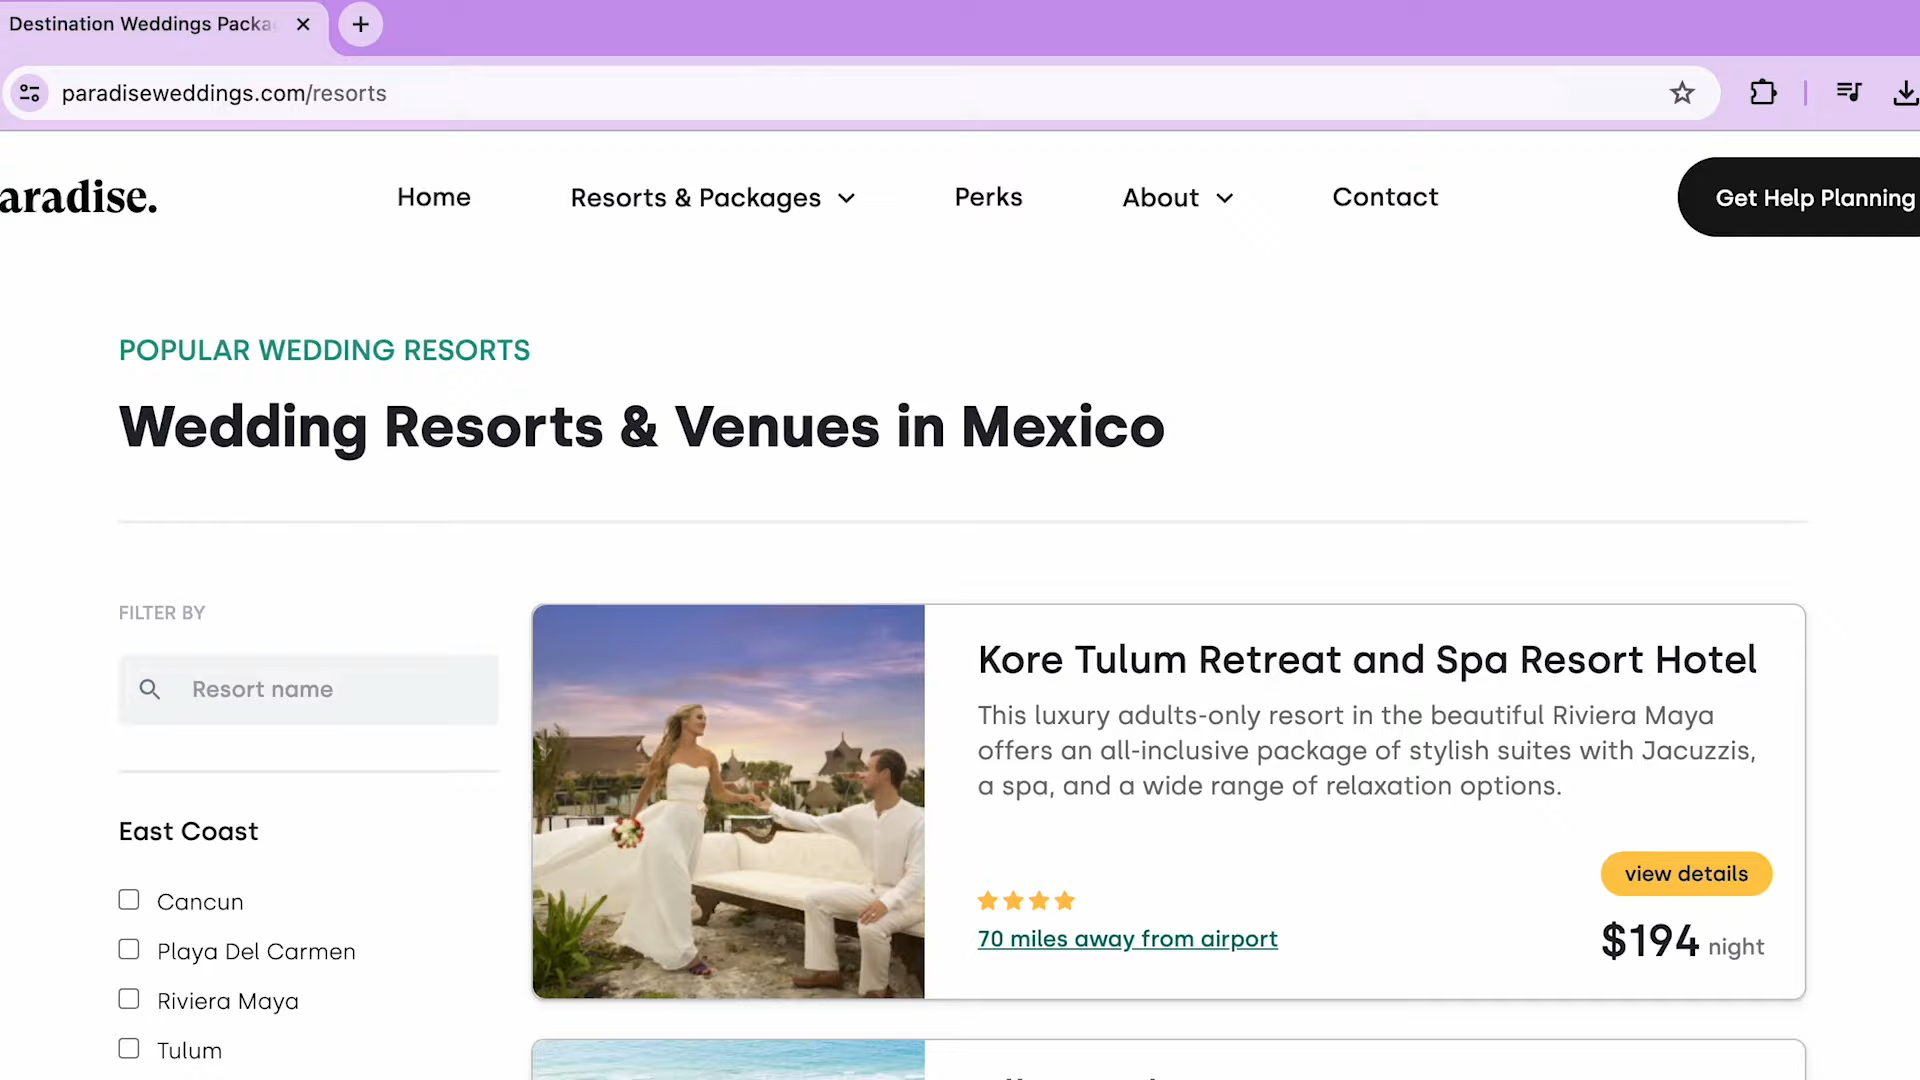 Destination Weddings Packa
paradiseweddings.com/resorts
aradise.
Home
Resorts & Packages
Perks
About
Contact
Get Help Planning
POPULAR WEDDING RESORTS
Wedding Resorts & Venues in Mexico
FILTER BY
Resort name
East Coast
Cancun
Playa Del Carmen
Riviera Maya
Tulum
Kore Tulum Retreat and Spa Resort Hotel
This luxury adults-only resort in the beautiful Riviera Maya
offers an all-inclusive package of stylish suites with Jacuzzis,
a spa, and a wide range of relaxation options.
70 miles away from airport
view details
$194 night